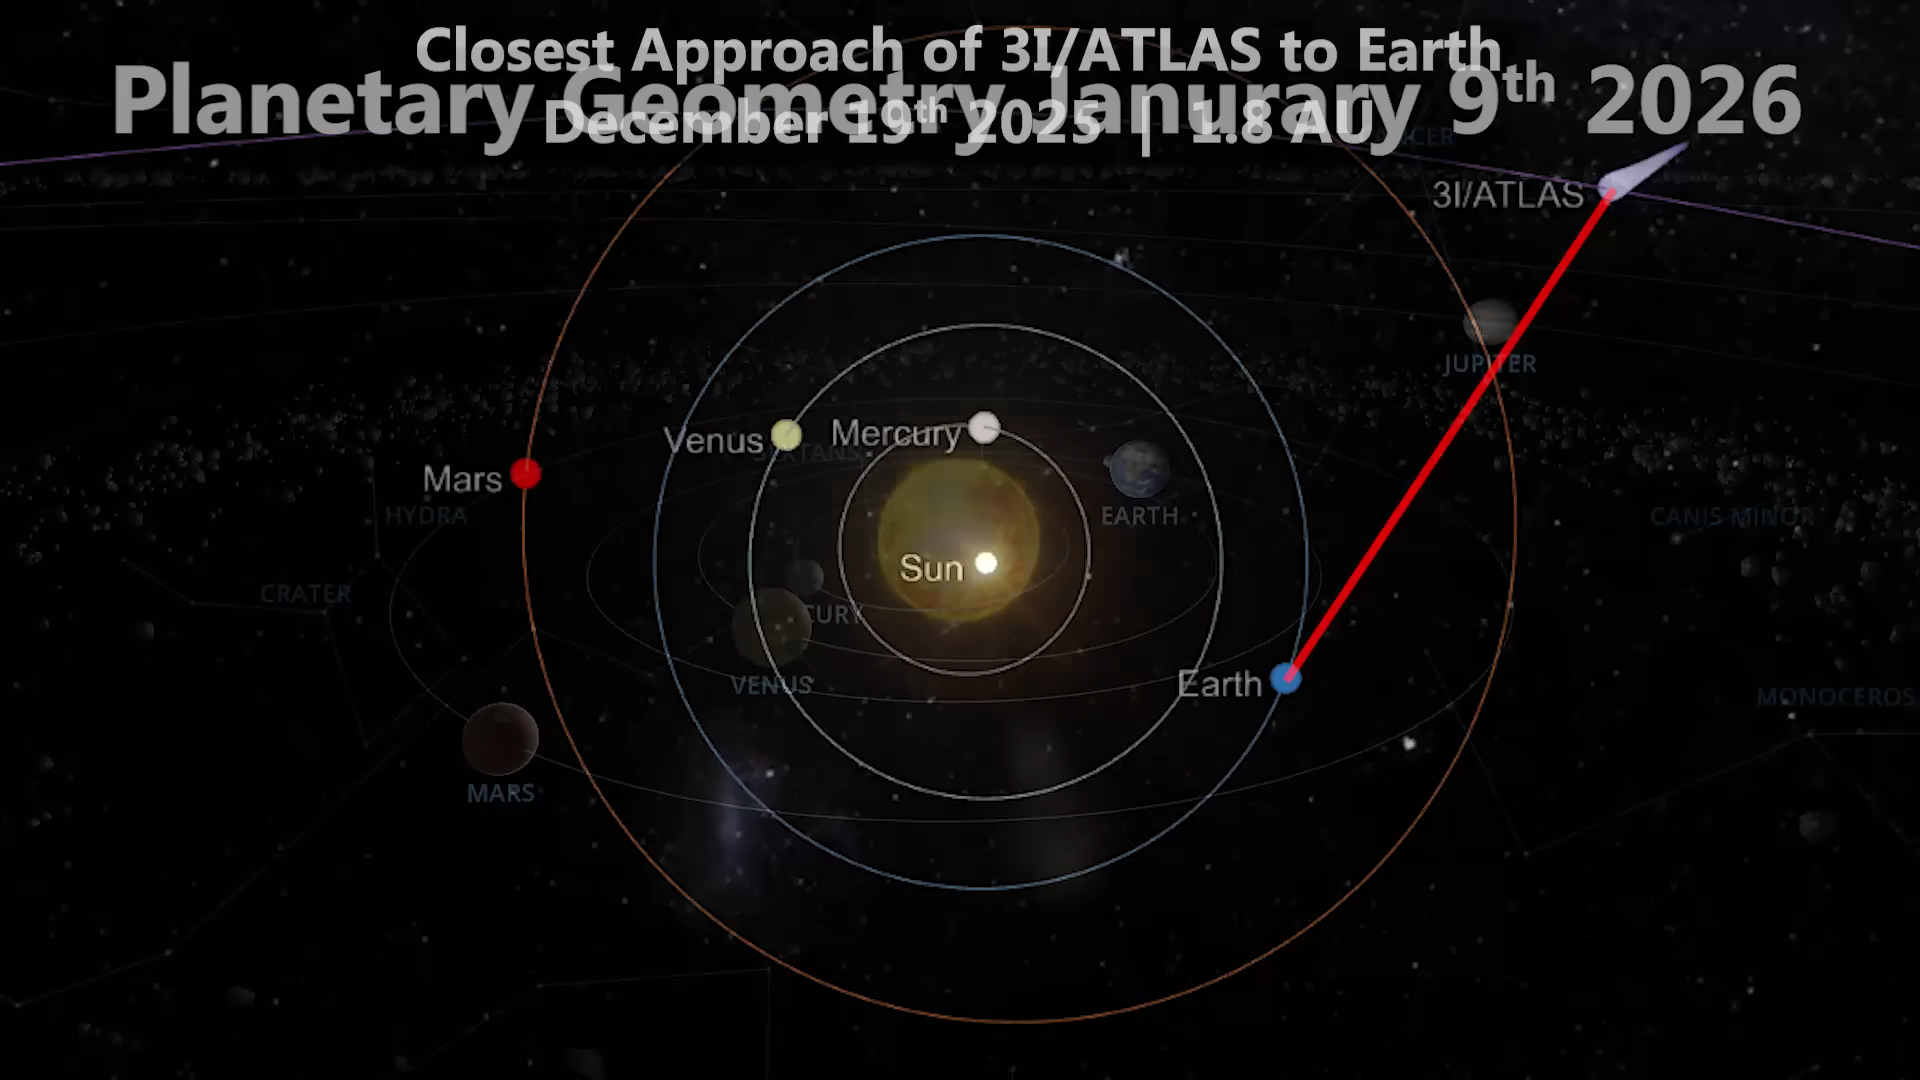 Closest Approach of 3I/ATLAS to Earth
Planetary Geometry Janurary 9th 2026
December 19th 2025 | 1.8 AU
3I/ATLAS
JUPITER
Venus
Mercury
Mars
HYDRA
EARTH
CANIS MINOR
Sun
CRATER
VENUS
Earth
MONOCEROS
MARS